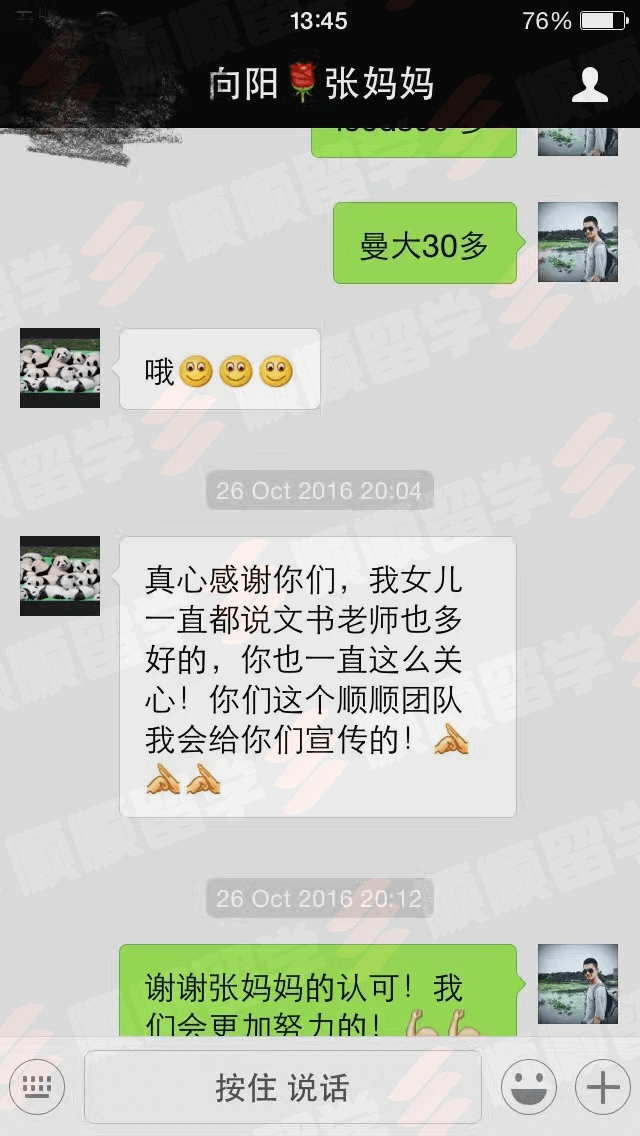 13:45
76%
向阳🌹张妈妈
曼大30多
哦
26 Oct 2016 20:04
真心感谢你们，我女儿
一直都说文书老师也多
好的，你也一直这么关
心！你们这个顺顺团队
我会给你们宣传的！
26 Oct 2016 20:12
谢谢张妈妈的认可！我
们会更加努力的！
按住 说话
顺顺留学